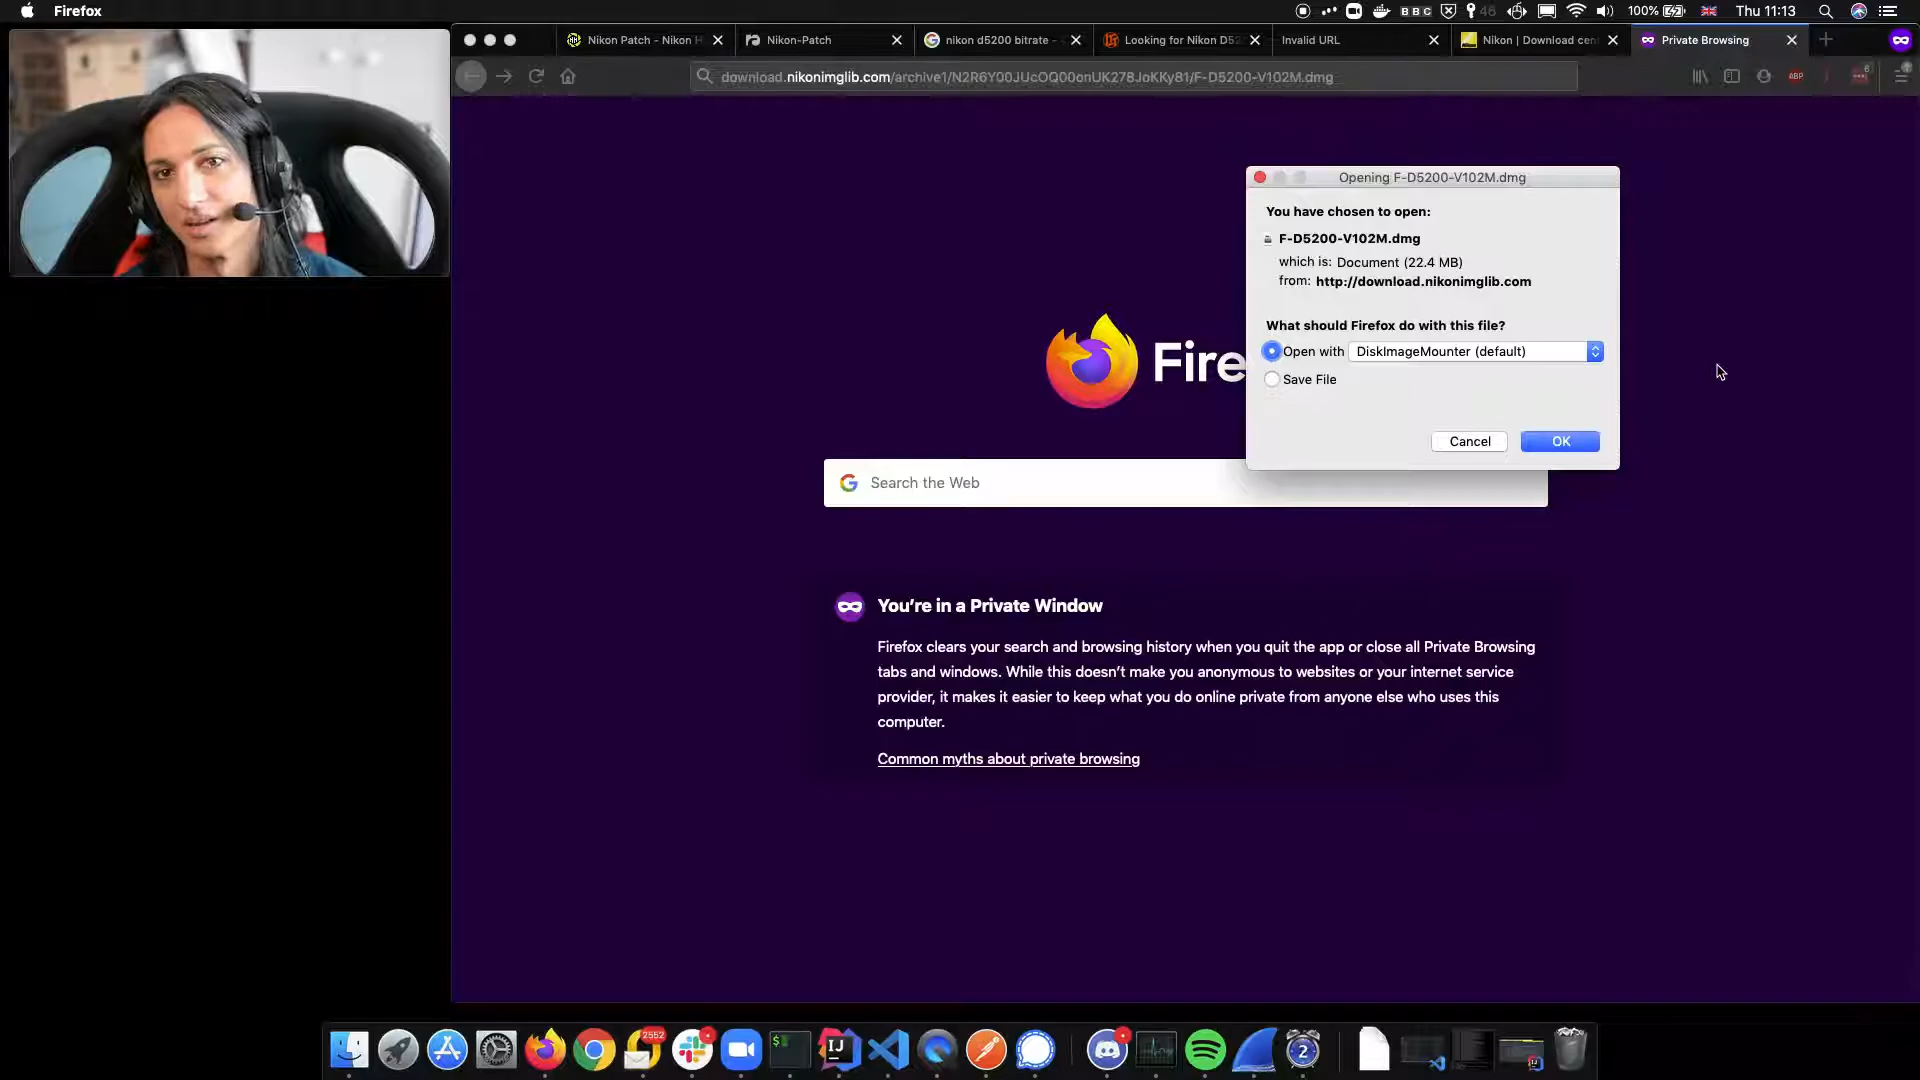 Firefox
BBC
46
100%
Thu 11:13
Nikon Patch - Nikon H
Nikon-Patch
nikon d5200 bitrate -
Looking for Nikon D52
Invalid URL
Nikon | Download cen
Private Browsing
download.nikonimglib.com/archive1/N2R6Y00JUcOQ00onUK278JoKKy81/F-D5200-V102M.dmg
ABP
6
Opening F-D5200-V102M.dmg
You have chosen to open:
F-D5200-V102M.dmg
which is: Document (22.4 MB)
from: http://download.nikonimglib.com
What should Firefox do with this file?
Open with DiskImageMounter (default)
Save File
Cancel
OK
Fire
Search the Web
You're in a Private Window
Firefox clears your search and browsing history when you quit the app or close all Private Browsing
tabs and windows. While this doesn't make you anonymous to websites or your internet service
provider, it makes it easier to keep what you do online private from anyone else who uses this
computer.
Common myths about private browsing
2552
$
IJ
2